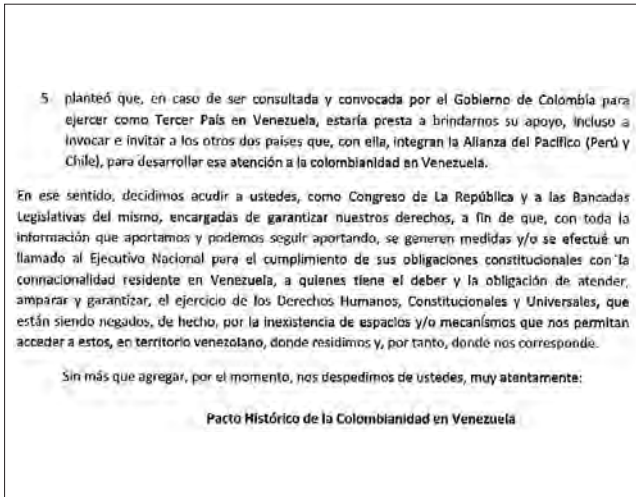 5 planteó que, en caso de ser consultada y convocada por el Gobierno de Colombia para
ejercer como Tercer País en Venezuela, estaría presta a brindarnos su apoyo, incluso a
invocar e invitar a los otros dos países que, con ella, integran la Alianza del Pacífico (Perú y
Chile), para desarrollar esa atención a la colombianidad en Venezuela.
En ese sentido, decidimos acudir a ustedes, como Congreso de La República y a las Bancadas
Legislativas del mismo, encargadas de garantizar nuestros derechos, a fin de que, con toda la
información que aportamos y podemos seguir aportando, se generen medidas y/o se efectué un
llamado al Ejecutivo Nacional para el cumplimiento de sus obligaciones constitucionales con la
connacionalidad residente en Venezuela, a quienes tiene el deber y la obligación de atender,
amparar y garantizar, el ejercicio de los Derechos Humanos, Constitucionales y Universales, que
están siendo negados, de hecho, por la inexistencia de espacios y/o mecanismos que nos permitan
acceder a estos, en territorio venezolano, donde residimos y, por tanto, donde nos corresponde.
Sin más que agregar, por el momento, nos despedimos de ustedes, muy atentamente:
Pacto Histórico de la Colombianidad en Venezuela